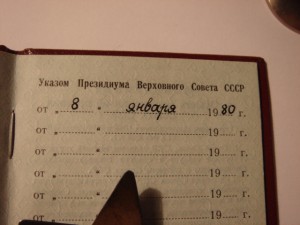 Указом Президиума Верховного Совета СССР
от „ 8 “ января 1980 г.
от „ “ 19 г.
от „ “ 19 г.
от „ “ 19 г.
от „ “ 19 г.
от „ 19 г.